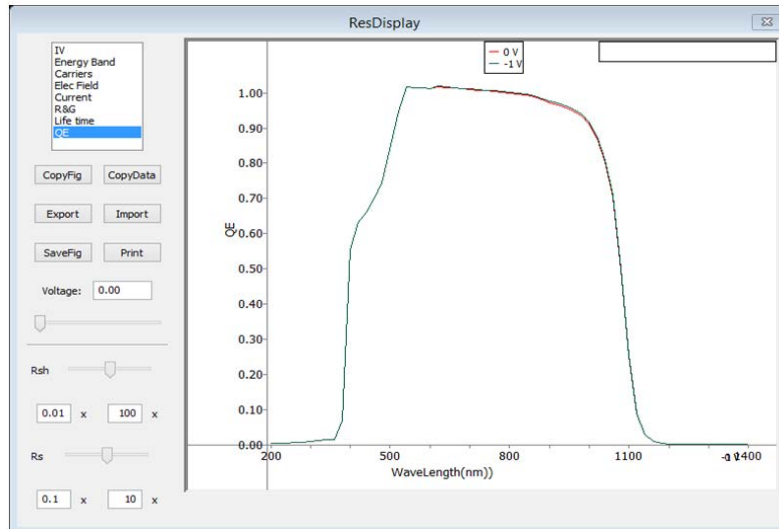 ResDisplay
IV
Energy Band
Carriers
Elec Field
Current
R&G
Life time
QE
CopyFig CopyData
Export Import
SaveFig Print
Voltage: 0.00
Rsh
0.01 x 100 x
Rs
0.1 x 10 x
0 V
-1 V
1.00
0.90
0.80
0.70
0.60
0.50
0.40
0.30
0.20
0.10
0.00
QE
200 500 800 1100 1400
WaveLength(nm))